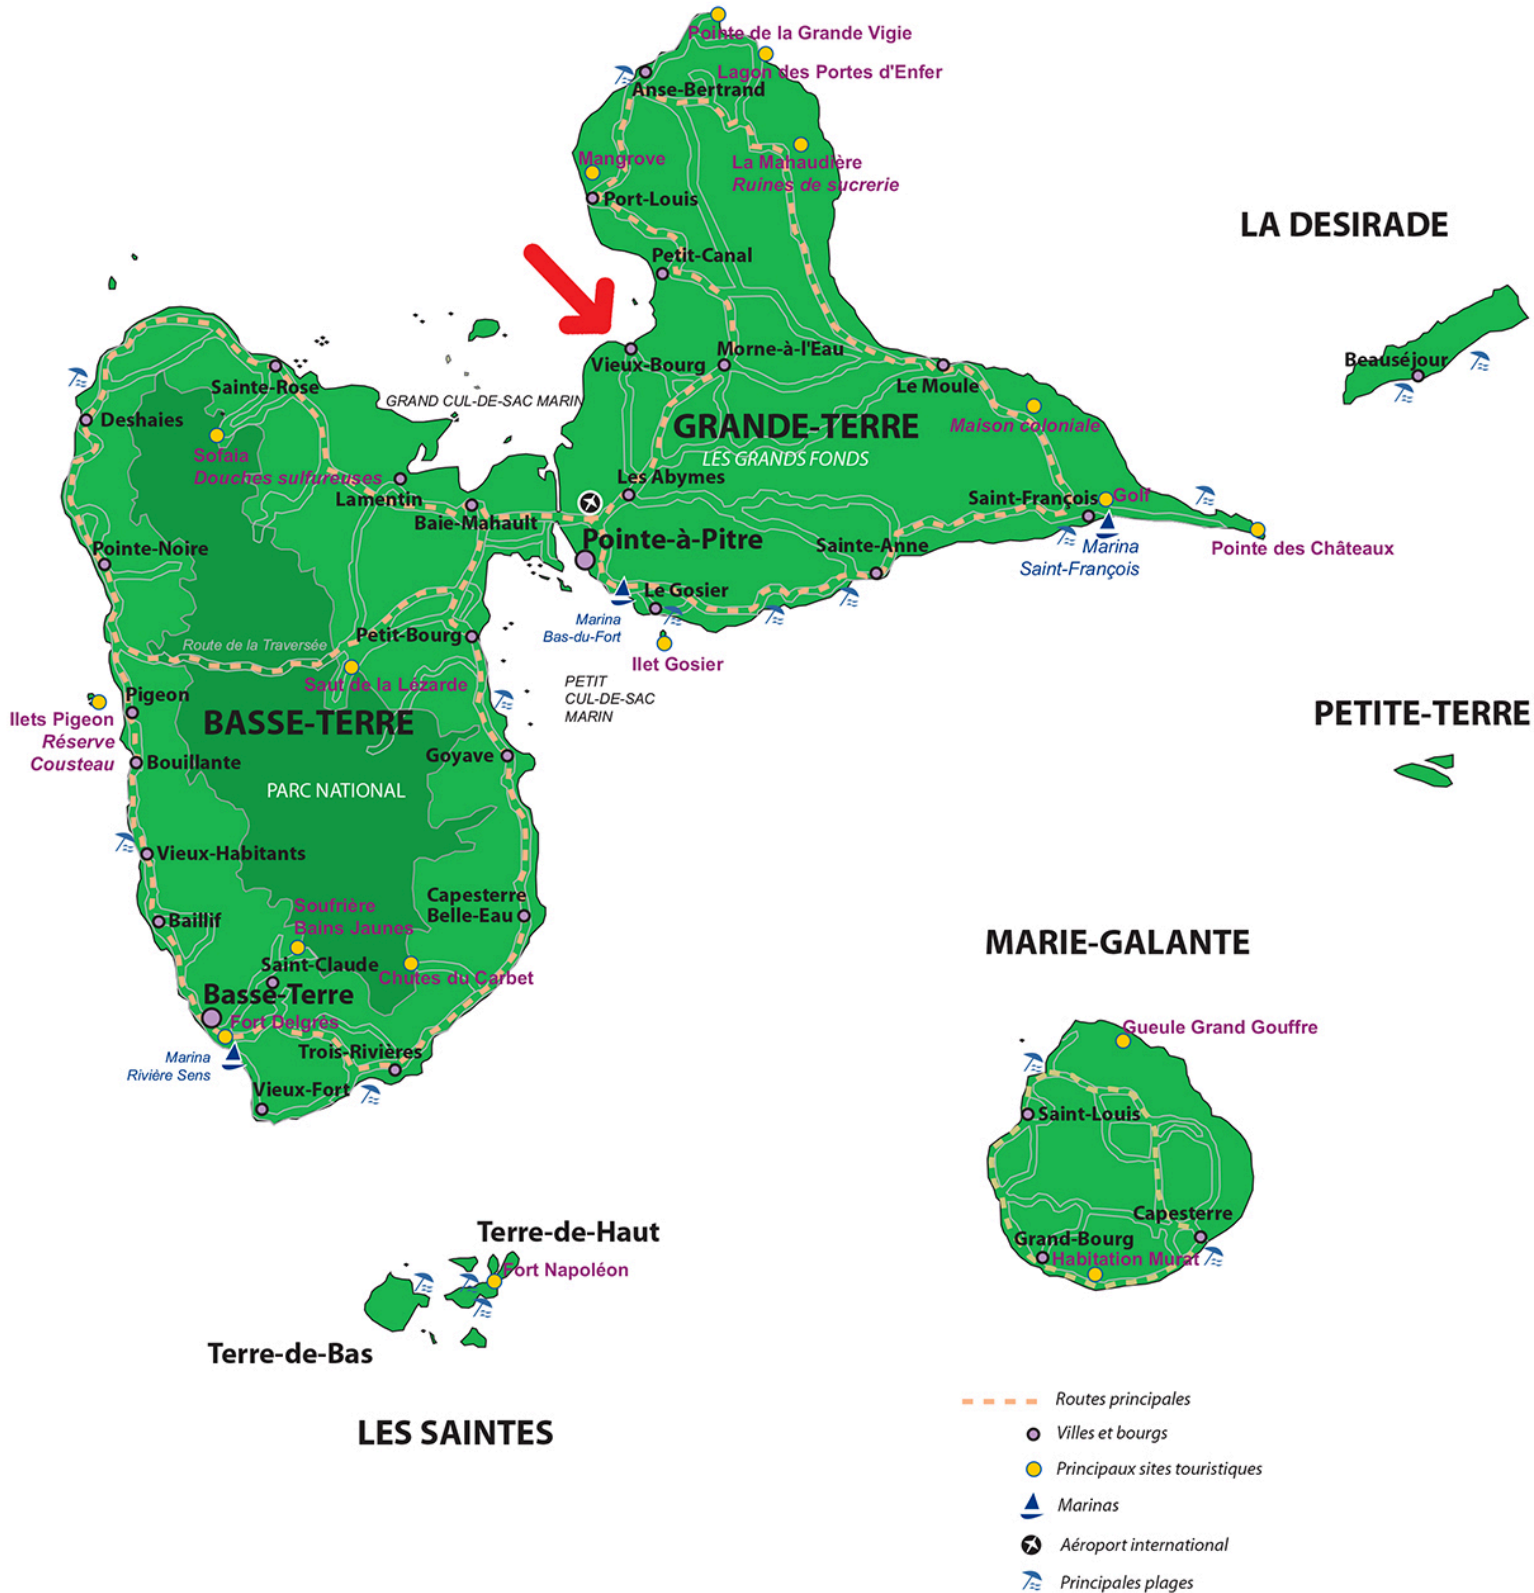 Pointe de la Grande Vigie
Lagon des Portes d'Enfer
Anse-Bertrand
Mangrove
La Mahaudière
Ruines de sucrerie
Port-Louis
LA DESIRADE
Petit-Canal
Morne-à-l'Eau
Vieux-Bourg
Beauséjour
Sainte-Rose
Le Moule
GRAND CUL-DE-SAC MARIN
Deshaies
GRANDE-TERRE
Maison coloniale
Sofaia
LES GRANDS FONDS
Douches sulfureuses
Les Abymes
Lamentin
Saint-François
Golf
Baie-Mahault
Pointe-à-Pitre
Sainte-Anne
Marina
Saint-François
Pointe des Châteaux
Pointe-Noire
Le Gosier
Marina
Bas-du-Fort
Petit-Bourg
Route de la Traversée
Ilet Gosier
Saut de la Lézarde
PETIT
CUL-DE-SAC
MARIN
Pigeon
Ilets Pigeon
Réserve
Cousteau
BASSE-TERRE
PETITE-TERRE
Goyave
Bouillante
PARC NATIONAL
Vieux-Habitants
Capesterre
Belle-Eau
Soufrière
Bains Jaunes
Baillif
MARIE-GALANTE
Saint-Claude
Chutes du Carbet
Basse-Terre
Fort Delgrès
Gueule Grand Gouffre
Trois-Rivières
Marina
Rivière Sens
Vieux-Fort
Saint-Louis
Capesterre
Terre-de-Haut
Grand-Bourg
Habitation Murat
Fort Napoléon
Terre-de-Bas
LES SAINTES
Routes principales
Villes et bourgs
Principaux sites touristiques
Marinas
Aéroport international
Principales plages